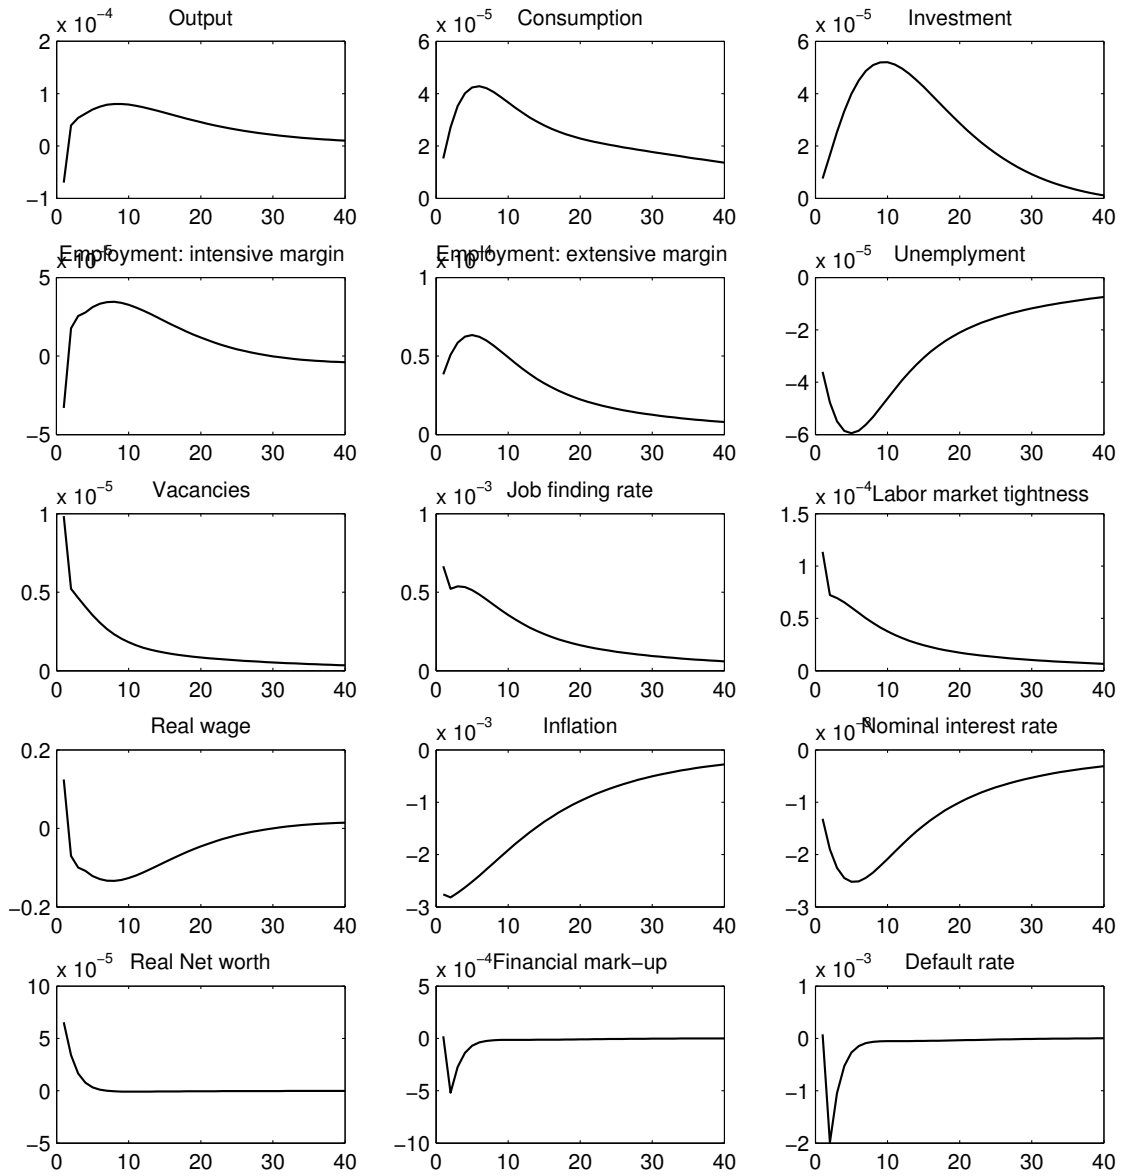 x 10⁻⁴ Output
2
1
0
−1
0 10 20 30 40
x 10⁻⁵ Consumption
6
4
2
0
0 10 20 30 40
x 10⁻⁵ Investment
6
4
2
0
0 10 20 30 40
x 10⁻⁵ Employment: intensive margin
5
0
−5
0 10 20 30 40
x 10⁻⁴ Employment: extensive margin
1
0.5
0
0 10 20 30 40
x 10⁻⁵ Unemplyment
0
−2
−4
−6
0 10 20 30 40
x 10⁻⁵ Vacancies
1
0.5
0
0 10 20 30 40
x 10⁻³ Job finding rate
1
0.5
0
0 10 20 30 40
x 10⁻⁴ Labor market tightness
1.5
1
0.5
0
0 10 20 30 40
Real wage
0.2
0
−0.2
0 10 20 30 40
x 10⁻³ Inflation
0
−1
−2
−3
0 10 20 30 40
x 10⁻³ Nominal interest rate
0
−1
−2
−3
0 10 20 30 40
x 10⁻⁵ Real Net worth
10
5
0
−5
0 10 20 30 40
x 10⁻⁴ Financial mark−up
5
0
−5
−10
0 10 20 30 40
x 10⁻³ Default rate
1
0
−1
−2
0 10 20 30 40